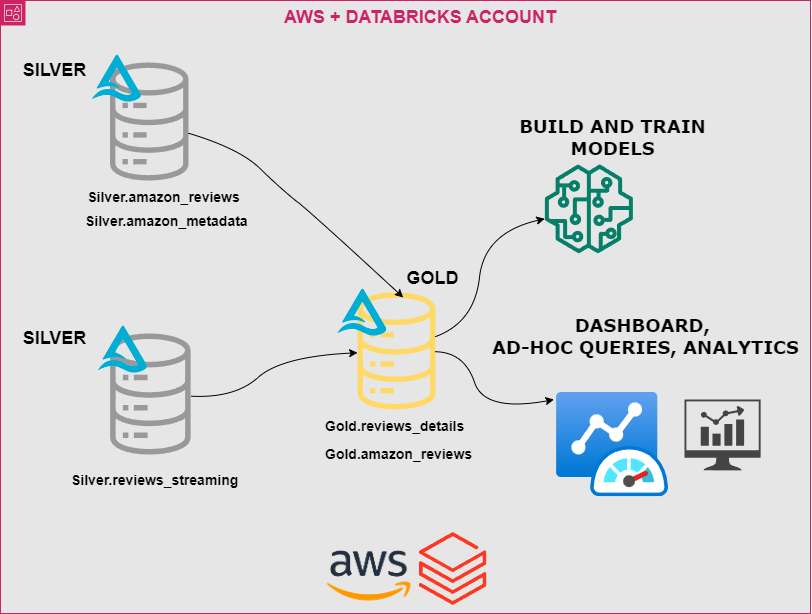 AWS + DATABRICKS ACCOUNT
SILVER
Silver.amazon_reviews
Silver.amazon_metadata
BUILD AND TRAIN
MODELS
GOLD
SILVER
DASHBOARD,
AD-HOC QUERIES, ANALYTICS
Gold.reviews_details
Gold.amazon_reviews
Silver.reviews_streaming
aws